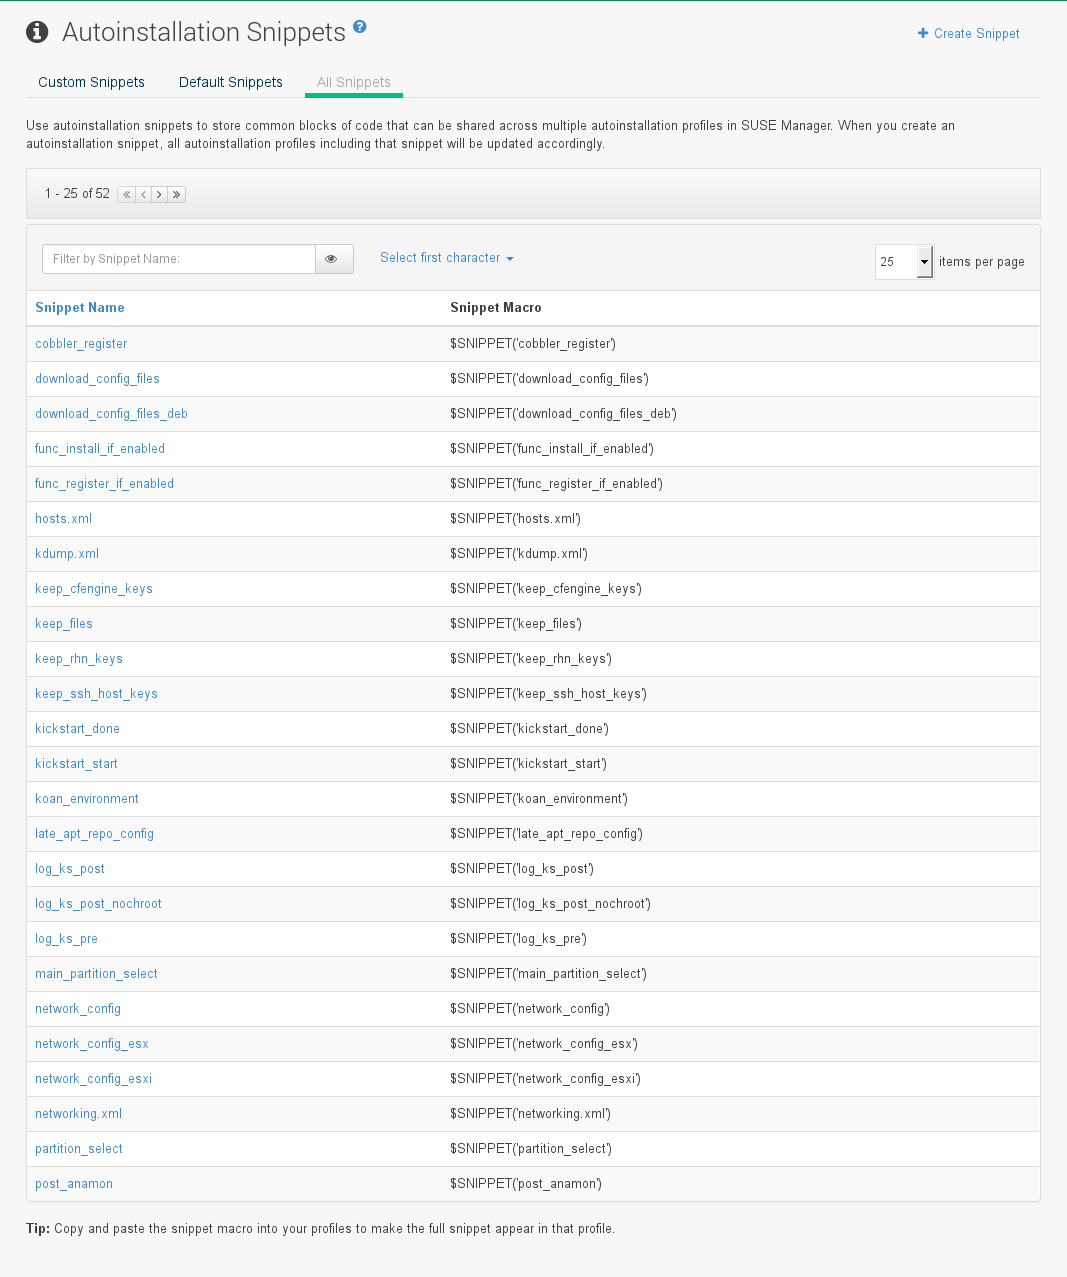 Autoinstallation Snippets
Create Snippet
Custom Snippets Default Snippets All Snippets
Use autoinstallation snippets to store common blocks of code that can be shared across multiple autoinstallation profiles in SUSE Manager. When you create an
autoinstallation snippet, all autoinstallation profiles including that snippet will be updated accordingly.
1 - 25 of 52
Filter by Snippet Name: Select first character 25 items per page
Snippet Name Snippet Macro
cobbler_register $SNIPPET('cobbler_register')
download_config_files $SNIPPET('download_config_files')
download_config_files_deb $SNIPPET('download_config_files_deb')
func_install_if_enabled $SNIPPET('func_install_if_enabled')
func_register_if_enabled $SNIPPET('func_register_if_enabled')
hosts.xml $SNIPPET('hosts.xml')
kdump.xml $SNIPPET('kdump.xml')
keep_cfengine_keys $SNIPPET('keep_cfengine_keys')
keep_files $SNIPPET('keep_files')
keep_rhn_keys $SNIPPET('keep_rhn_keys')
keep_ssh_host_keys $SNIPPET('keep_ssh_host_keys')
kickstart_done $SNIPPET('kickstart_done')
kickstart_start $SNIPPET('kickstart_start')
koan_environment $SNIPPET('koan_environment')
late_apt_repo_config $SNIPPET('late_apt_repo_config')
log_ks_post $SNIPPET('log_ks_post')
log_ks_post_nochroot $SNIPPET('log_ks_post_nochroot')
log_ks_pre $SNIPPET('log_ks_pre')
main_partition_select $SNIPPET('main_partition_select')
network_config $SNIPPET('network_config')
network_config_esx $SNIPPET('network_config_esx')
network_config_esxi $SNIPPET('network_config_esxi')
networking.xml $SNIPPET('networking.xml')
partition_select $SNIPPET('partition_select')
post_anamon $SNIPPET('post_anamon')
Tip: Copy and paste the snippet macro into your profiles to make the full snippet appear in that profile.